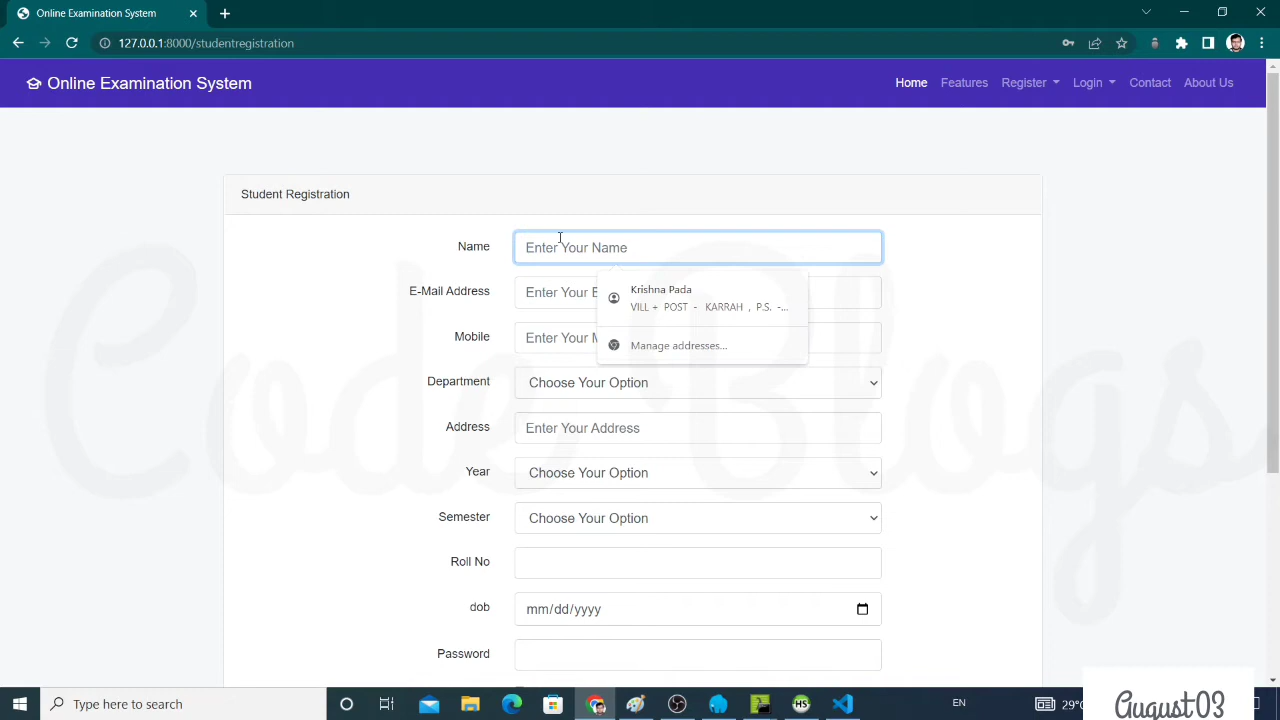 Online Examination System
127.0.0.1:8000/studentregistration
Online Examination System
Home Features Register Login Contact About Us
Student Registration
Name Enter Your Name
Krishna Pada
VILL + POST - KARRAH , P.S. -...
Manage addresses...
E-Mail Address Enter Your E
Mobile Enter Your M
Department Choose Your Option
Address Enter Your Address
Year Choose Your Option
Semester Choose Your Option
Roll No
dob mm/dd/yyyy
Password
Code Blogs
Type here to search
EN
29°
August03